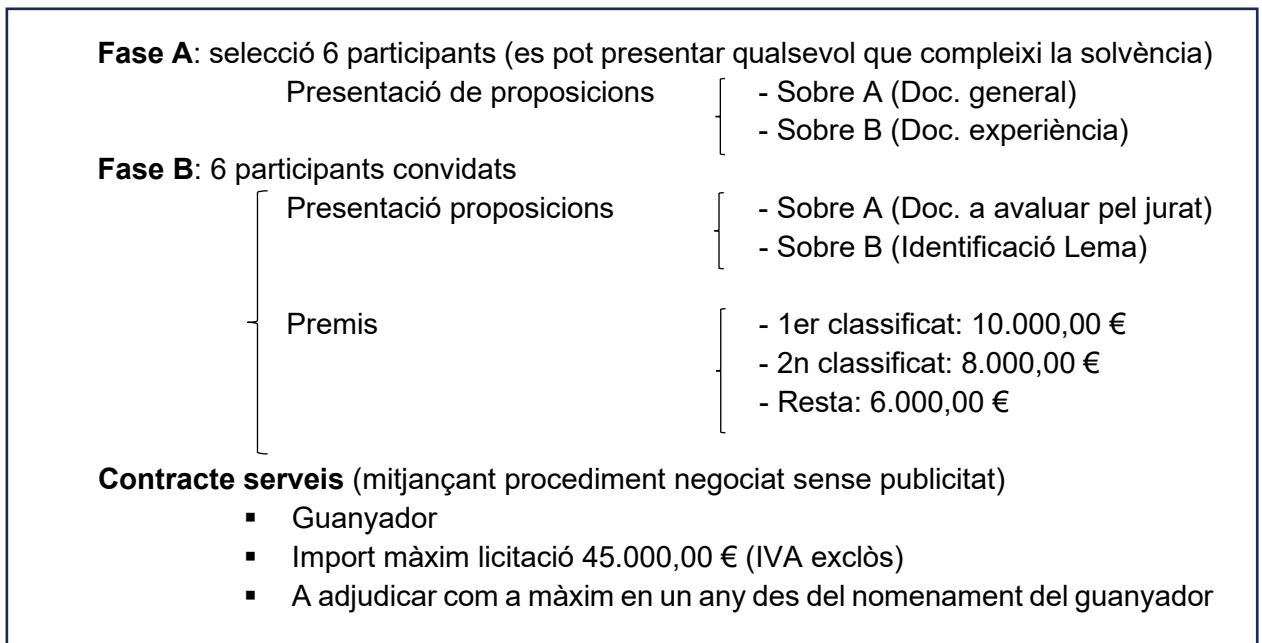 Fase A: selecció 6 participants (es pot presentar qualsevol que compleixi la solvència)
Presentació de proposicions - Sobre A (Doc. general)
- Sobre B (Doc. experiència)
Fase B: 6 participants convidats
Presentació proposicions - Sobre A (Doc. a avaluar pel jurat)
- Sobre B (Identificació Lema)
Premis - 1er classificat: 10.000,00 €
- 2n classificat: 8.000,00 €
- Resta: 6.000,00 €
Contracte serveis (mitjançant procediment negociat sense publicitat)
▪ Guanyador
▪ Import màxim licitació 45.000,00 € (IVA exclòs)
▪ A adjudicar com a màxim en un any des del nomenament del guanyador